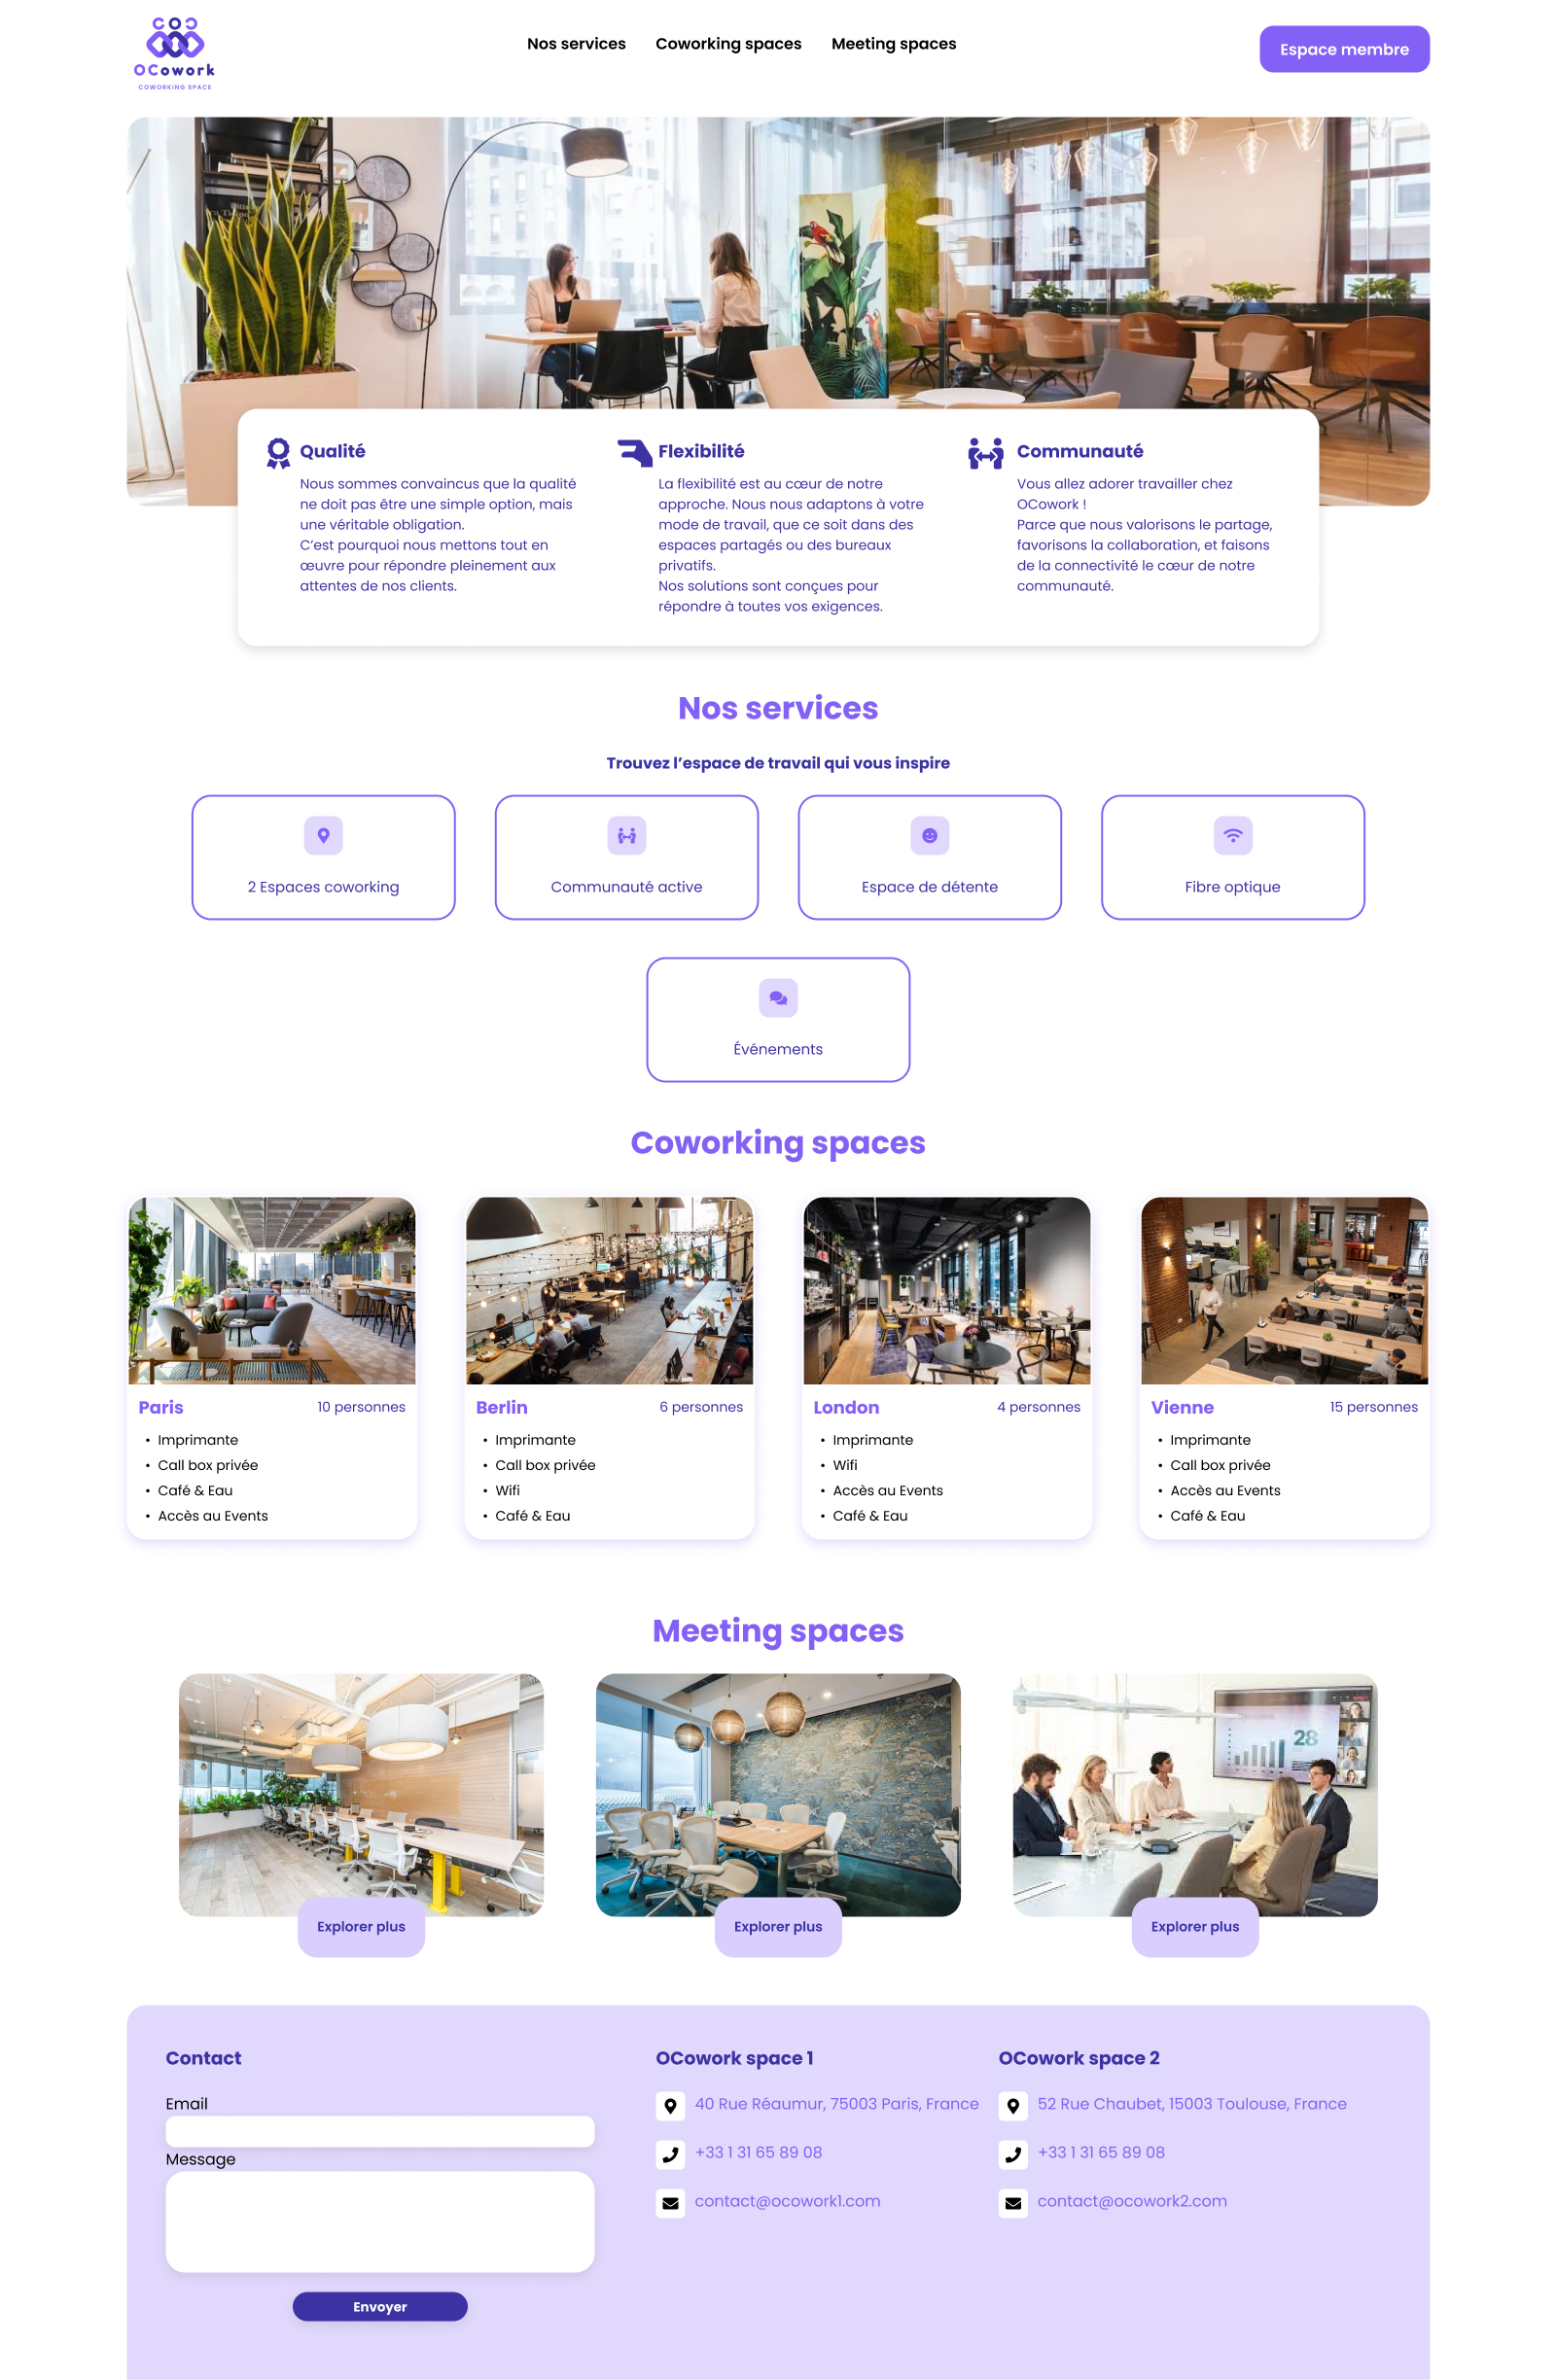 OCowork
COWORKING SPACE
Nos services
Coworking spaces
Meeting spaces
Espace membre
Qualité
Nous sommes convaincus que la qualité
ne doit pas être une simple option, mais
une véritable obligation.
C’est pourquoi nous mettons tout en
œuvre pour répondre pleinement aux
attentes de nos clients.
Flexibilité
La flexibilité est au cœur de notre
approche. Nous nous adaptons à votre
mode de travail, que ce soit dans des
espaces partagés ou des bureaux
privatifs.
Nos solutions sont conçues pour
répondre à toutes vos exigences.
Communauté
Vous allez adorer travailler chez
OCowork !
Parce que nous valorisons le partage,
favorisons la collaboration, et faisons
de la connectivité le cœur de notre
communauté.
Nos services
Trouvez l’espace de travail qui vous inspire
2 Espaces coworking
Communauté active
Espace de détente
Fibre optique
Événements
Coworking spaces
Paris
10 personnes
• Imprimante
• Call box privée
• Café & Eau
• Accès au Events
Berlin
6 personnes
• Imprimante
• Call box privée
• Wifi
• Café & Eau
London
4 personnes
• Imprimante
• Wifi
• Accès au Events
• Café & Eau
Vienne
15 personnes
• Imprimante
• Call box privée
• Accès au Events
• Café & Eau
Meeting spaces
28
Explorer plus
Explorer plus
Explorer plus
Contact
Email
Message
Envoyer
OCowork space 1
40 Rue Réaumur, 75003 Paris, France
+33 1 31 65 89 08
contact@ocowork1.com
OCowork space 2
52 Rue Chaubet, 15003 Toulouse, France
+33 1 31 65 89 08
contact@ocowork2.com